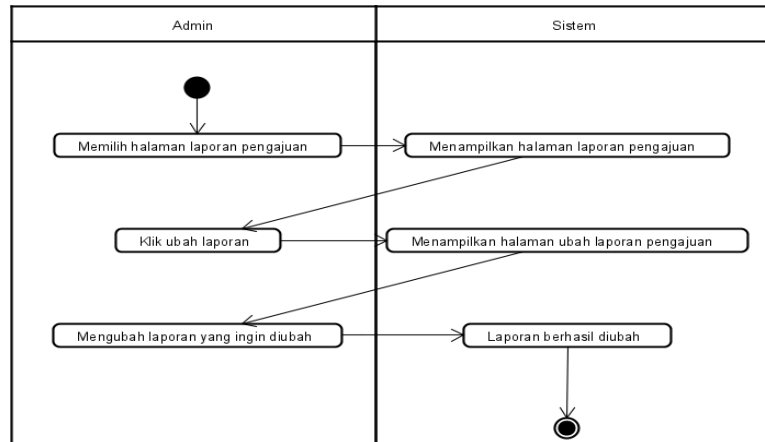 Admin
Sistem
Memilih halaman laporan pengajuan
Menampilkan halaman laporan pengajuan
Klik ubah laporan
Menampilkan halaman ubah laporan pengajuan
Mengubah laporan yang ingin diubah
Laporan berhasil diubah